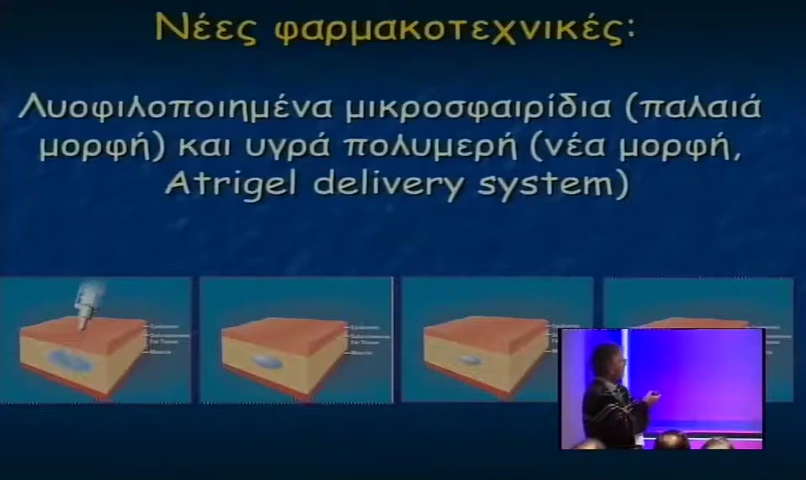 Νέες φαρμακοτεχνικές:
Λυοφιλοποιημένα μικροσφαιρίδια (παλαιά
μορφή) και υγρά πολυμερή (νέα μορφή,
Atrigel delivery system)